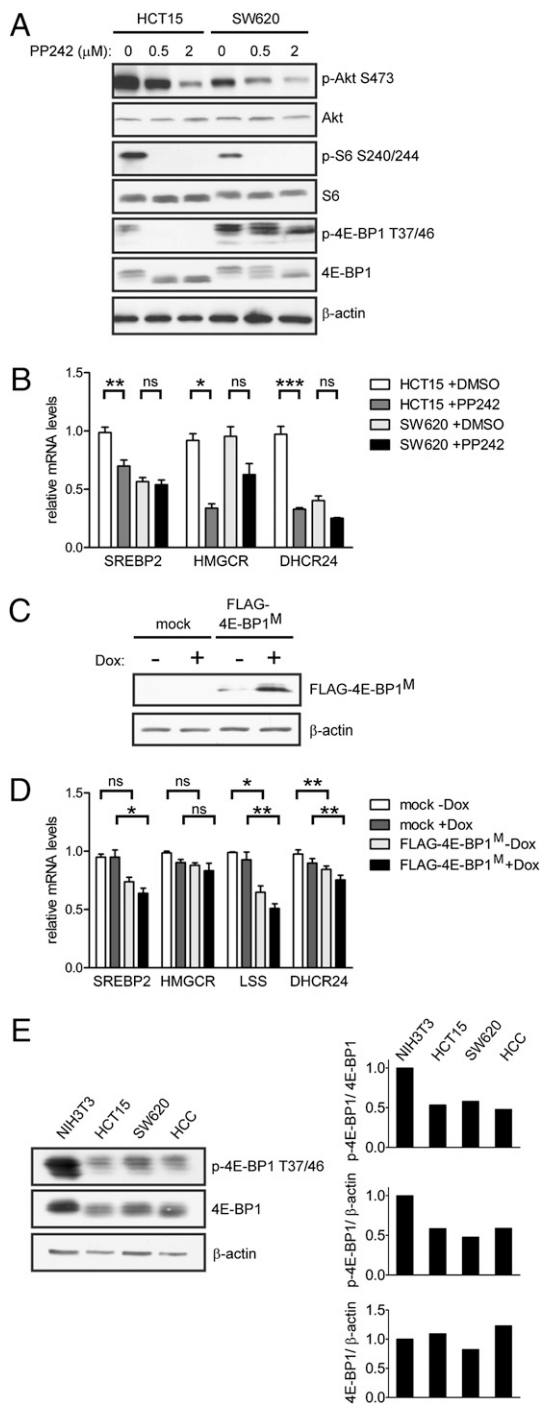 A
HCT15 SW620
PP242 (μM): 0 0.5 2 0 0.5 2
p-Akt S473
Akt
p-S6 S240/244
S6
p-4E-BP1 T37/46
4E-BP1
β-actin
B
relative mRNA levels
1.5
1.0
0.5
0.0
** ns * ns *** ns
SREBP2 HMGCR DHCR24
HCT15 +DMSO
HCT15 +PP242
SW620 +DMSO
SW620 +PP242
C
mock FLAG-4E-BP1M
Dox: - + - +
FLAG-4E-BP1M
β-actin
D
relative mRNA levels
1.5
1.0
0.5
0.0
ns ns * **
* ns ** **
SREBP2 HMGCR LSS DHCR24
mock -Dox
mock +Dox
FLAG-4E-BP1M-Dox
FLAG-4E-BP1M+Dox
E
NIH3T3 HCT15 SW620 HCC
p-4E-BP1 T37/46
4E-BP1
β-actin
NIH3T3 HCT15 SW620 HCC
p-4E-BP1/ 4E-BP1
1.0
0.5
0.0
p-4E-BP1/ β-actin
1.0
0.5
0.0
4E-BP1/ β-actin
1.5
1.0
0.5
0.0